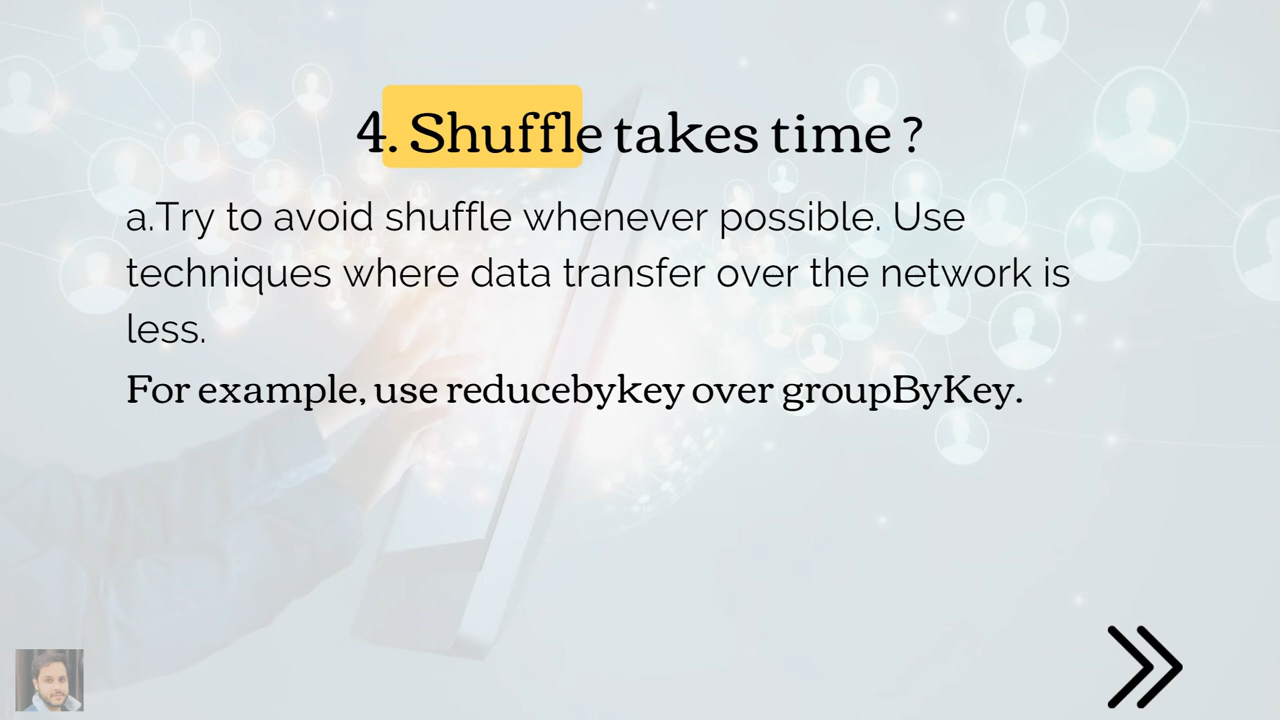 4. Shuffle takes time ?
a.Try to avoid shuffle whenever possible. Use
techniques where data transfer over the network is
less.
For example, use reducebykey over groupByKey.